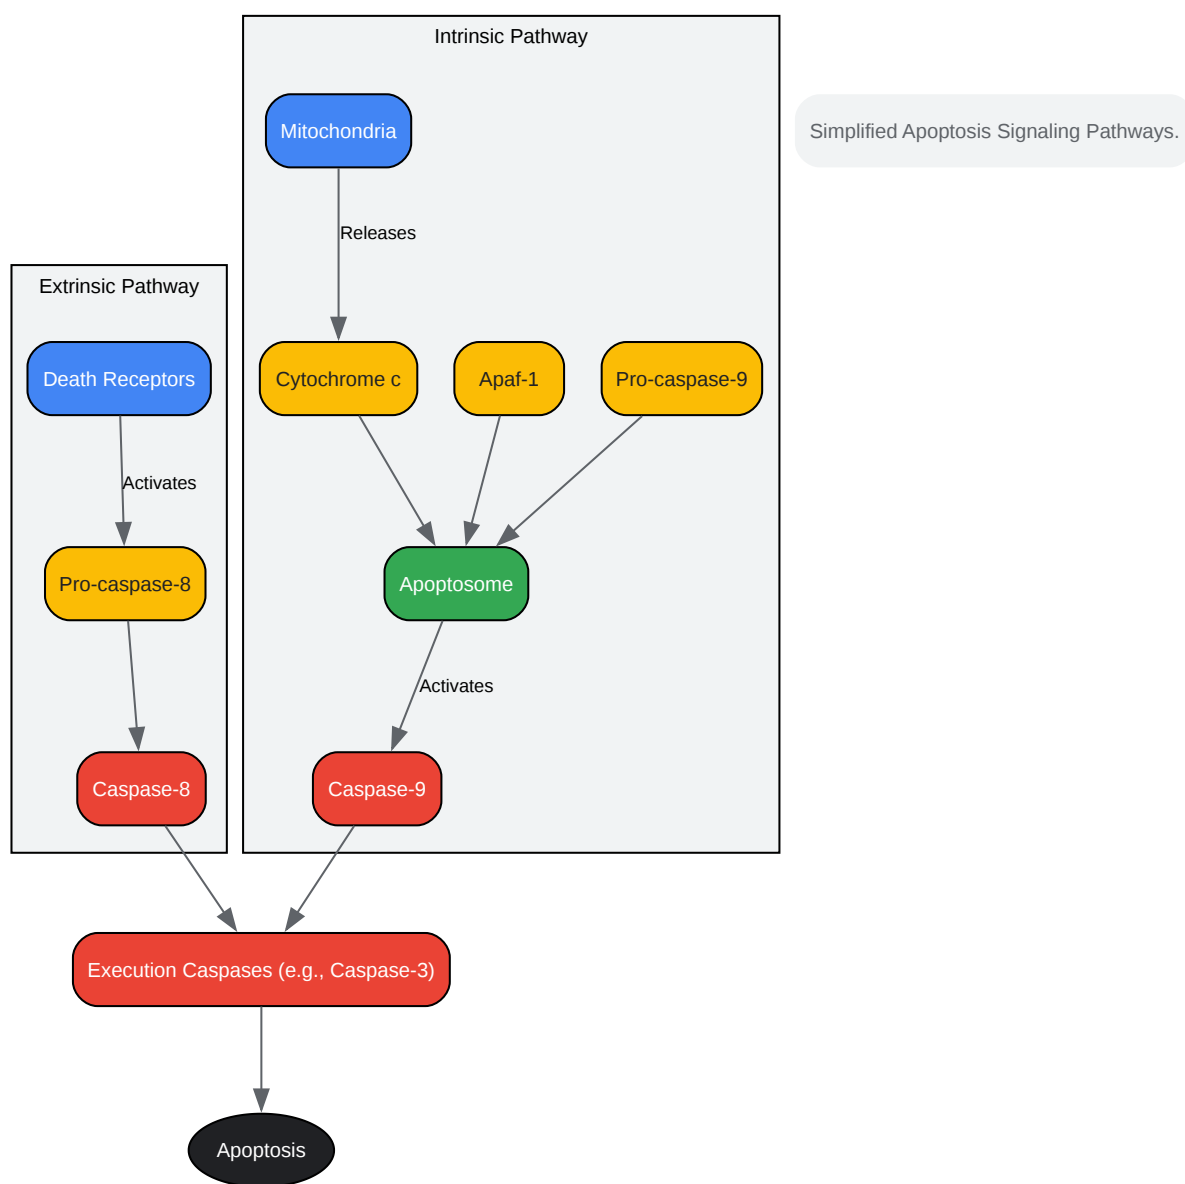 Intrinsic Pathway
Mitochondria
Simplified Apoptosis Signaling Pathways.
Releases
Extrinsic Pathway
Death Receptors
Cytochrome c
Apaf-1
Pro-caspase-9
Activates
Pro-caspase-8
Apoptosome
Activates
Caspase-8
Caspase-9
Execution Caspases (e.g., Caspase-3)
Apoptosis